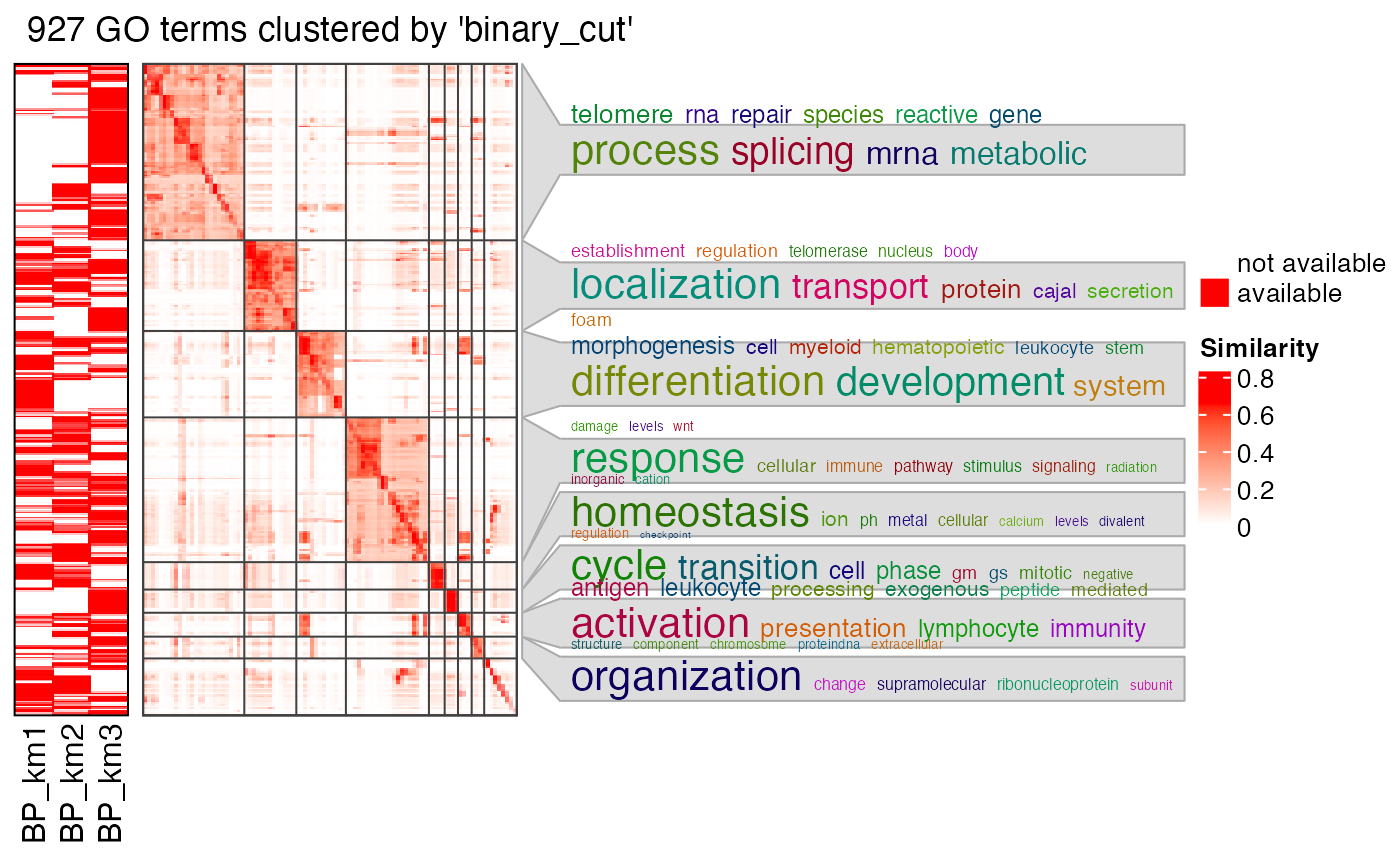 927 GO terms clustered by 'binary_cut'
telomere rna repair species reactive gene
process splicing mrna metabolic
establishment regulation telomerase nucleus body
localization transport protein cajal secretion
foam
morphogenesis cell myeloid hematopoietic leukocyte stem
differentiation development system
damage levels wnt
response cellular immune pathway stimulus signaling radiation
inorganic cation
homeostasis ion ph metal cellular calcium levels divalent
regulation checkpoint
cycle transition cell phase gm gs mitotic negative
antigen leukocyte processing exogenous peptide mediated
activation presentation lymphocyte immunity
structure component chromosome proteindna extracellular
organization change supramolecular ribonucleoprotein subunit
not available
available
Similarity
0.8
0.6
0.4
0.2
0
BP_km1
BP_km2
BP_km3